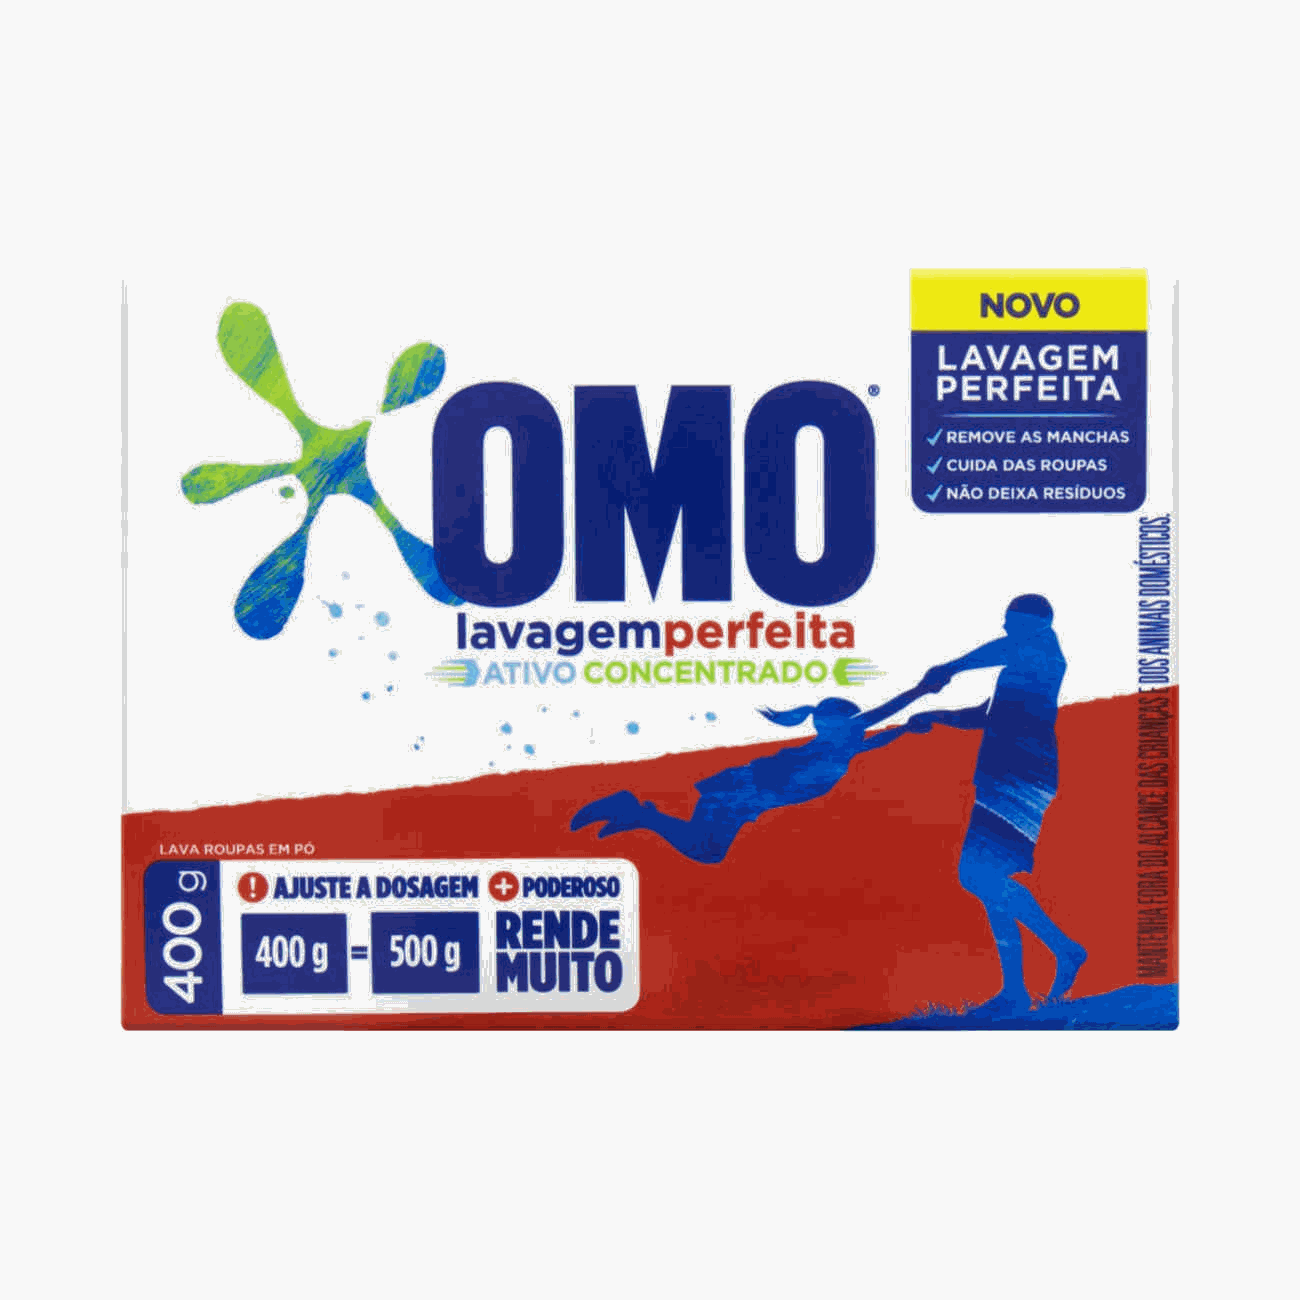 NOVO
LAVAGEM
PERFEITA
REMOVE AS MANCHAS
CUIDA DAS ROUPAS
NÃO DEIXA RESÍDUOS
OMO®
lavagemperfeita
ATIVO CONCENTRADO
MANTENHA FORA DO ALCANCE DAS CRIANÇAS E DOS ANIMAIS DOMÉSTICOS.
LAVA ROUPAS EM PÓ
400 g
! AJUSTE A DOSAGEM + PODEROSO
400 g = 500 g
RENDE
MUITO